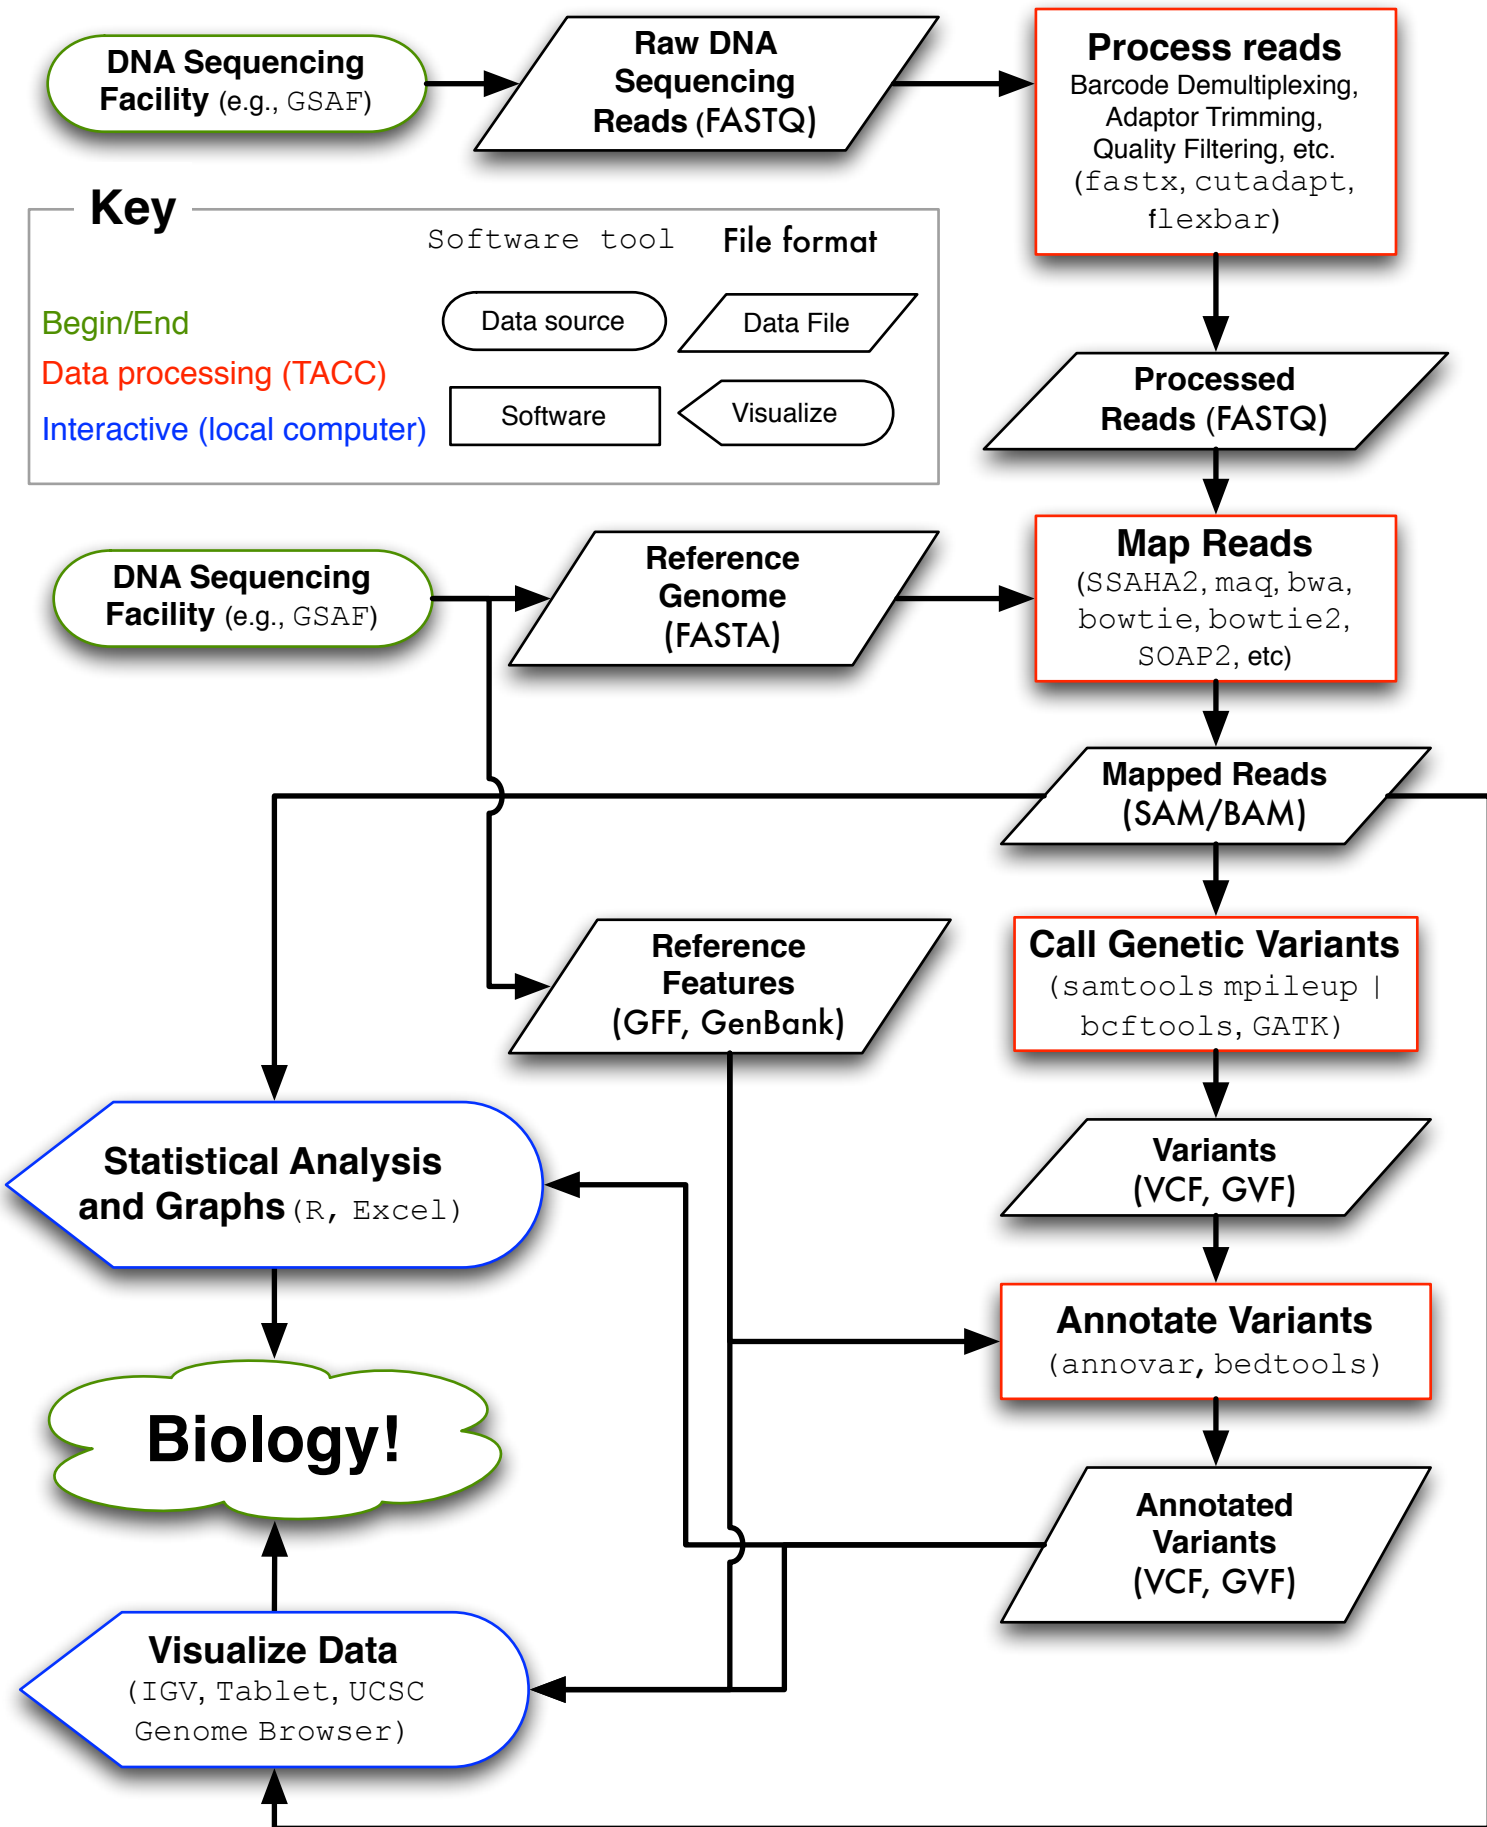 DNA Sequencing
Facility (e.g., GSAF)
Raw DNA
Sequencing
Reads (FASTQ)
Process reads
Barcode Demultiplexing,
Adaptor Trimming,
Quality Filtering, etc.
(fastx, cutadapt,
flexbar)
Key
Software tool
File format
Begin/End
Data source
Data File
Data processing (TACC)
Interactive (local computer)
Software
Visualize
Processed
Reads (FASTQ)
DNA Sequencing
Facility (e.g., GSAF)
Reference
Genome
(FASTA)
Map Reads
(SSAHA2, maq, bwa,
bowtie, bowtie2,
SOAP2, etc)
Mapped Reads
(SAM/BAM)
Reference
Features
(GFF, GenBank)
Call Genetic Variants
(samtools mpileup |
bcftools, GATK)
Statistical Analysis
and Graphs (R, Excel)
Variants
(VCF, GVF)
Annotate Variants
(annovar, bedtools)
Biology!
Annotated
Variants
(VCF, GVF)
Visualize Data
(IGV, Tablet, UCSC
Genome Browser)